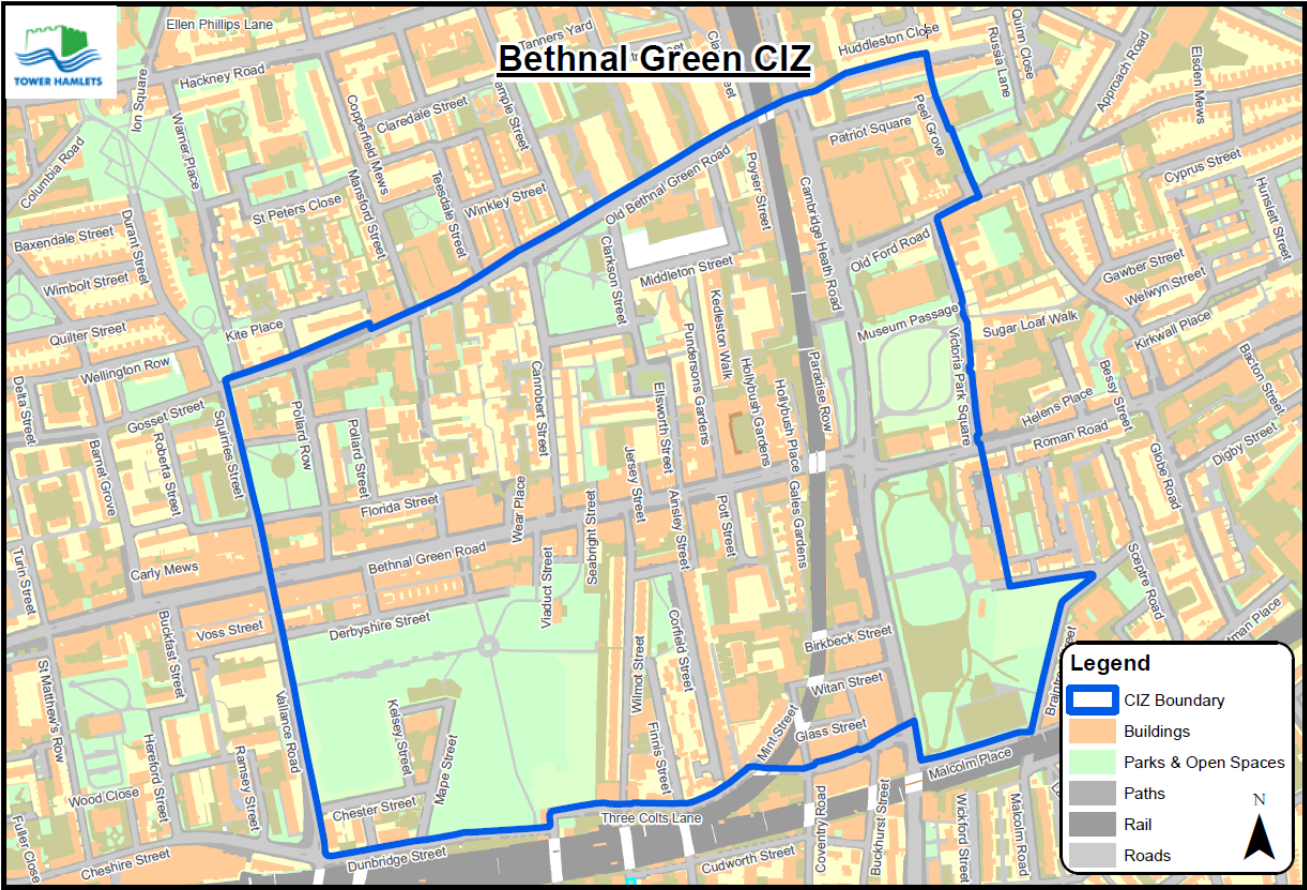 TOWER HAMLETS
Bethnal Green CIZ
Ellen Phillips Lane
Tanners Yard
Huddleston Close
Hackney Road
Ion Square
Copperfield Mews
Claredale Street
Russia Lane
Quinn Close
Approach Road
Elsden Mews
Columbia Road
Warner Place
Patriot Square
Peel Grove
Cyprus Street
Hunslett Street
Durant Street
St Peters Close
Mansford Street
Teesdale Street
Winkley Street
Old Bethnal Green Road
Poyser Street
Cambridge Heath Road
Baxendale Street
Wimbolt Street
Clarkson Street
Middleton Street
Old Ford Road
Gawber Street
Welwyn Street
Quilter Street
Kite Place
Museum Passage
Sugar Loaf Walk
Kirkwall Place
Wellington Row
Delta Street
Gosset Street
Squirries Street
Pollard Row
Pollard Street
Canrobert Street
Ellsworth Street
Pundersons Gardens
Kedleston Walk
Hollybush Gardens
Hollybush Place
Paradise Row
Victoria Park Square
Helens Place
Bessy Street
Bacton Street
Roman Road
Digby Street
Globe Road
Barnet Grove
Roberta Street
Florida Street
Wear Place
Jersey Street
Ainsley Street
Pott Street
Gales Gardens
Turin Street
Carly Mews
Bethnal Green Road
Viaduct Street
Seabright Street
Sceptre Road
Voss Street
Buckfast Street
Derbyshire Street
Wilmot Street
Corfield Street
Birkbeck Street
Witan Street
St Matthew's Row
Hereford Street
Ramsey Street
Vallance Road
Kelsey Street
Mape Street
Finnis Street
Mint Street
Glass Street
Malcolm Place
Wood Close
Chester Street
Three Colts Lane
Fuller Close
Cheshire Street
Dunbridge Street
Cudworth Street
Coventry Road
Buckhurst Street
Wickford Street
Malcolm Road
Legend
CIZ Boundary
Buildings
Parks & Open Spaces
Paths
Rail
Roads
N